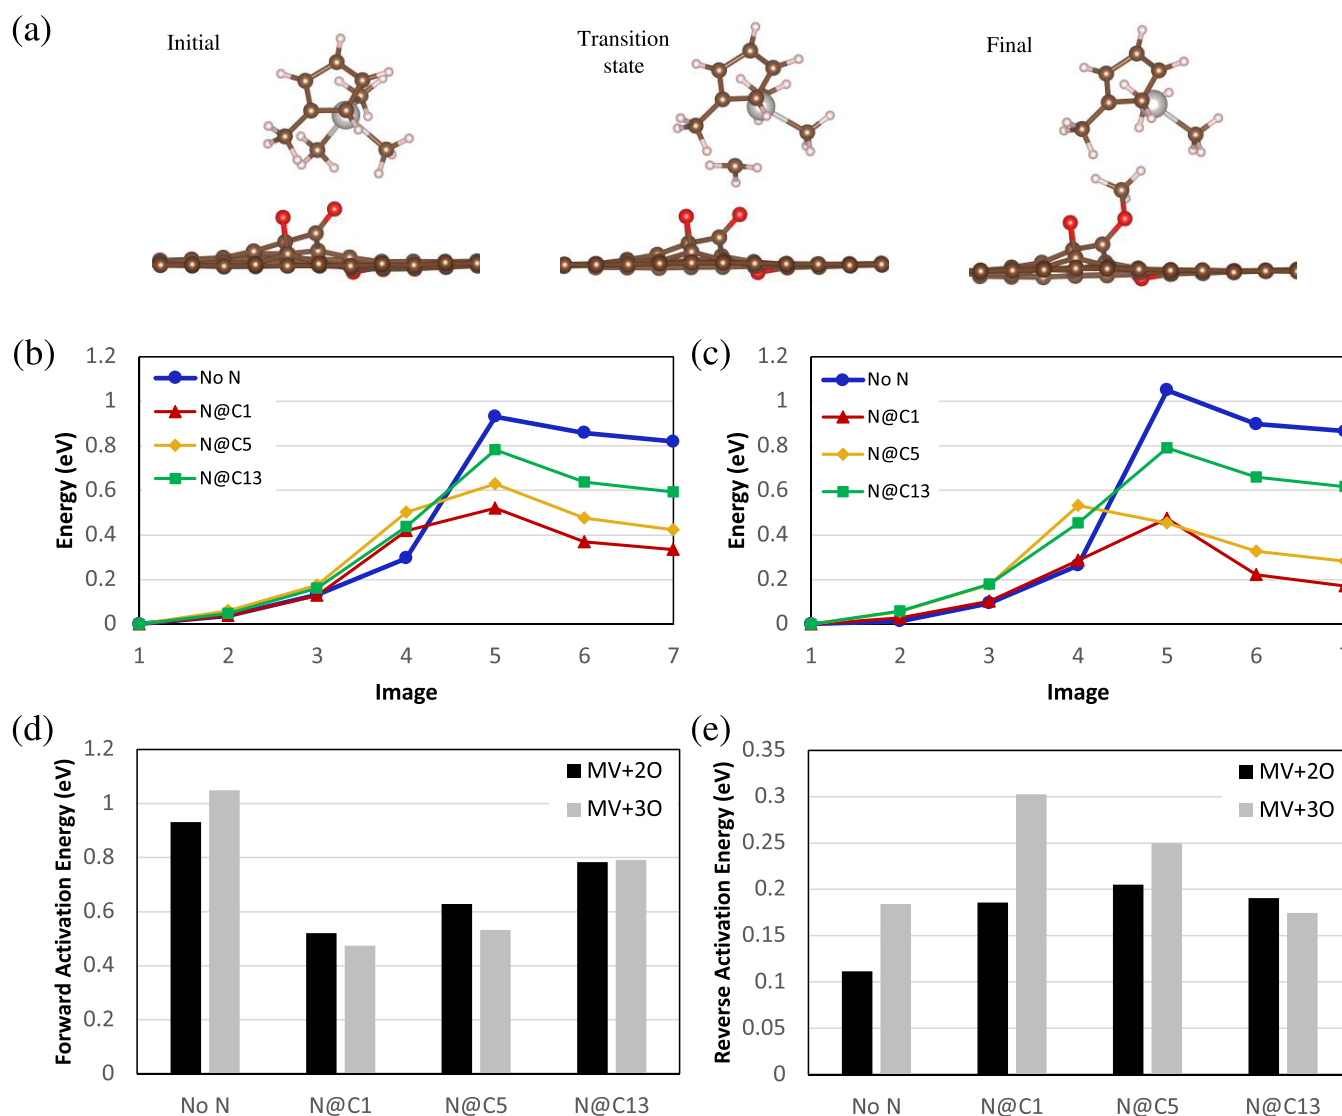 (a)
Initial
Transition
state
Final
(b)
Energy (eV)
1.2
1
0.8
0.6
0.4
0.2
0
No N
N@C1
N@C5
N@C13
1 2 3 4 5 6 7
Image
(c)
Energy (eV)
1.2
1
0.8
0.6
0.4
0.2
0
No N
N@C1
N@C5
N@C13
1 2 3 4 5 6 7
Image
(d)
Forward Activation Energy (eV)
1.2
1
0.8
0.6
0.4
0.2
0
MV+2O
MV+3O
No N N@C1 N@C5 N@C13
(e)
Reverse Activation Energy (eV)
0.35
0.3
0.25
0.2
0.15
0.1
0.05
0
MV+2O
MV+3O
No N N@C1 N@C5 N@C13